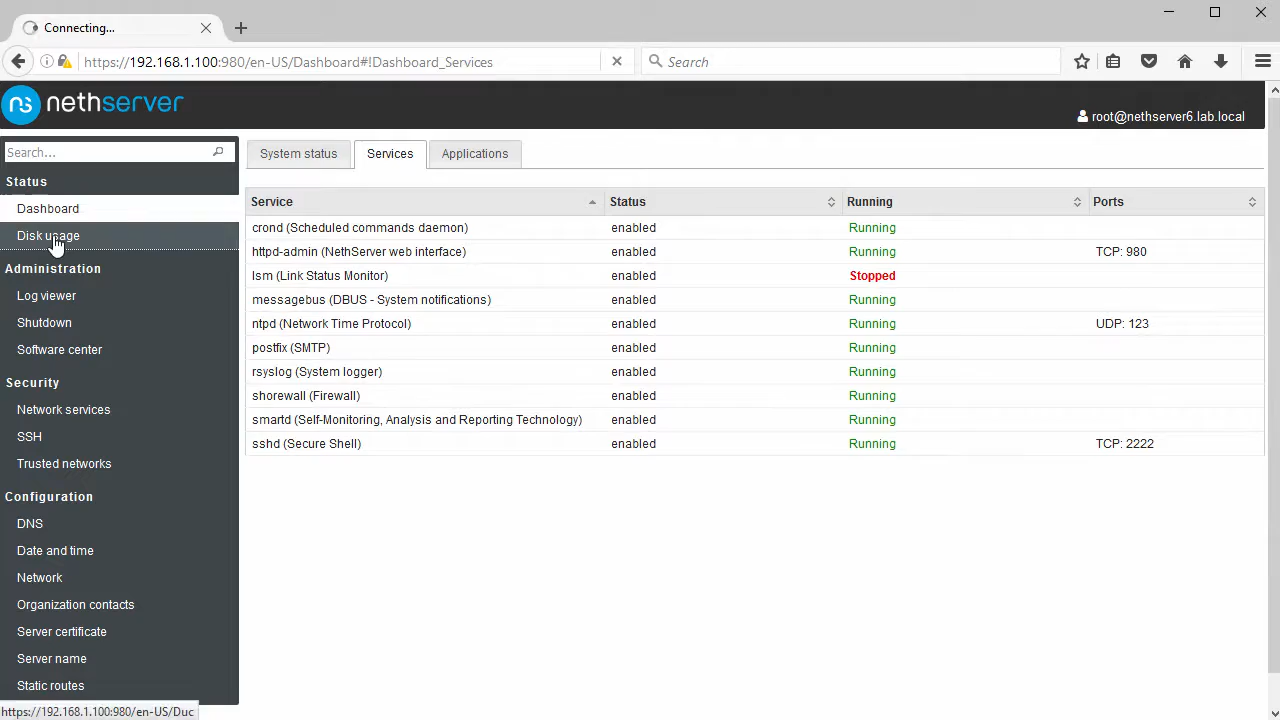 Connecting...
https://192.168.1.100:980/en-US/Dashboard#!Dashboard_Services
Search
ns nethserver
root@nethserver6.lab.local
Search...
Status
Dashboard
Disk usage
Administration
Log viewer
Shutdown
Software center
Security
Network services
SSH
Trusted networks
Configuration
DNS
Date and time
Network
Organization contacts
Server certificate
Server name
Static routes
System status Services Applications
Service Status Running Ports
crond (Scheduled commands daemon) enabled Running
httpd-admin (NethServer web interface) enabled Running TCP: 980
lsm (Link Status Monitor) enabled Stopped
messagebus (DBUS - System notifications) enabled Running
ntpd (Network Time Protocol) enabled Running UDP: 123
postfix (SMTP) enabled Running
rsyslog (System logger) enabled Running
shorewall (Firewall) enabled Running
smartd (Self-Monitoring, Analysis and Reporting Technology) enabled Running
sshd (Secure Shell) enabled Running TCP: 2222
https://192.168.1.100:980/en-US/Duc